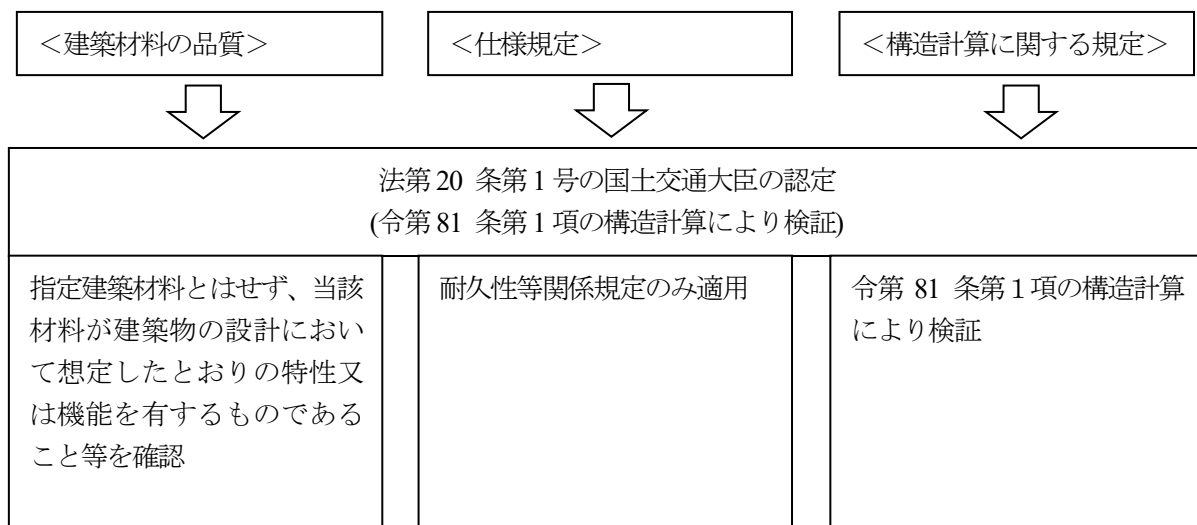 ＜建築材料の品質＞
＜仕様規定＞
＜構造計算に関する規定＞
法第20 条第1号の国土交通大臣の認定
(令第81 条第1項の構造計算により検証)
指定建築材料とはせず、当該
材料が建築物の設計におい
て想定したとおりの特性又
は機能を有するものである
こと等を確認
耐久性等関係規定のみ適用
令第 81 条第１項の構造計算
により検証